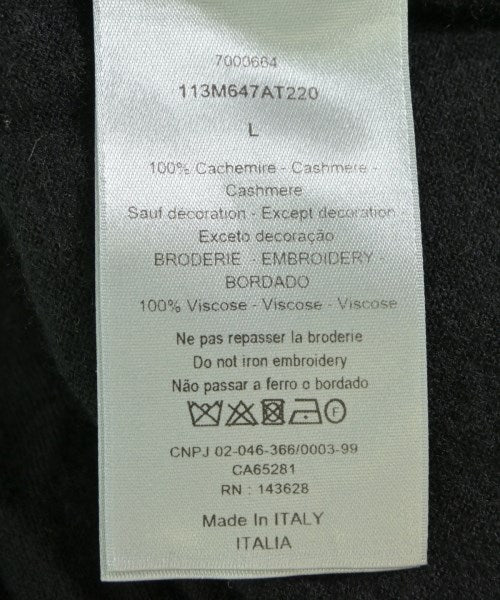 7000664
113M647AT220
L
100% Cachemire - Cashmere -
Cashmere
Sauf décoration - Except decoration -
Exceto decoração
BRODERIE - EMBROIDERY -
BORDADO
100% Viscose - Viscose - Viscose
Ne pas repasser la broderie
Do not iron embroidery
Não passar a ferro o bordado
F
CNPJ 02-046-366/0003-99
CA65281
RN : 143628
Made In ITALY
ITALIA